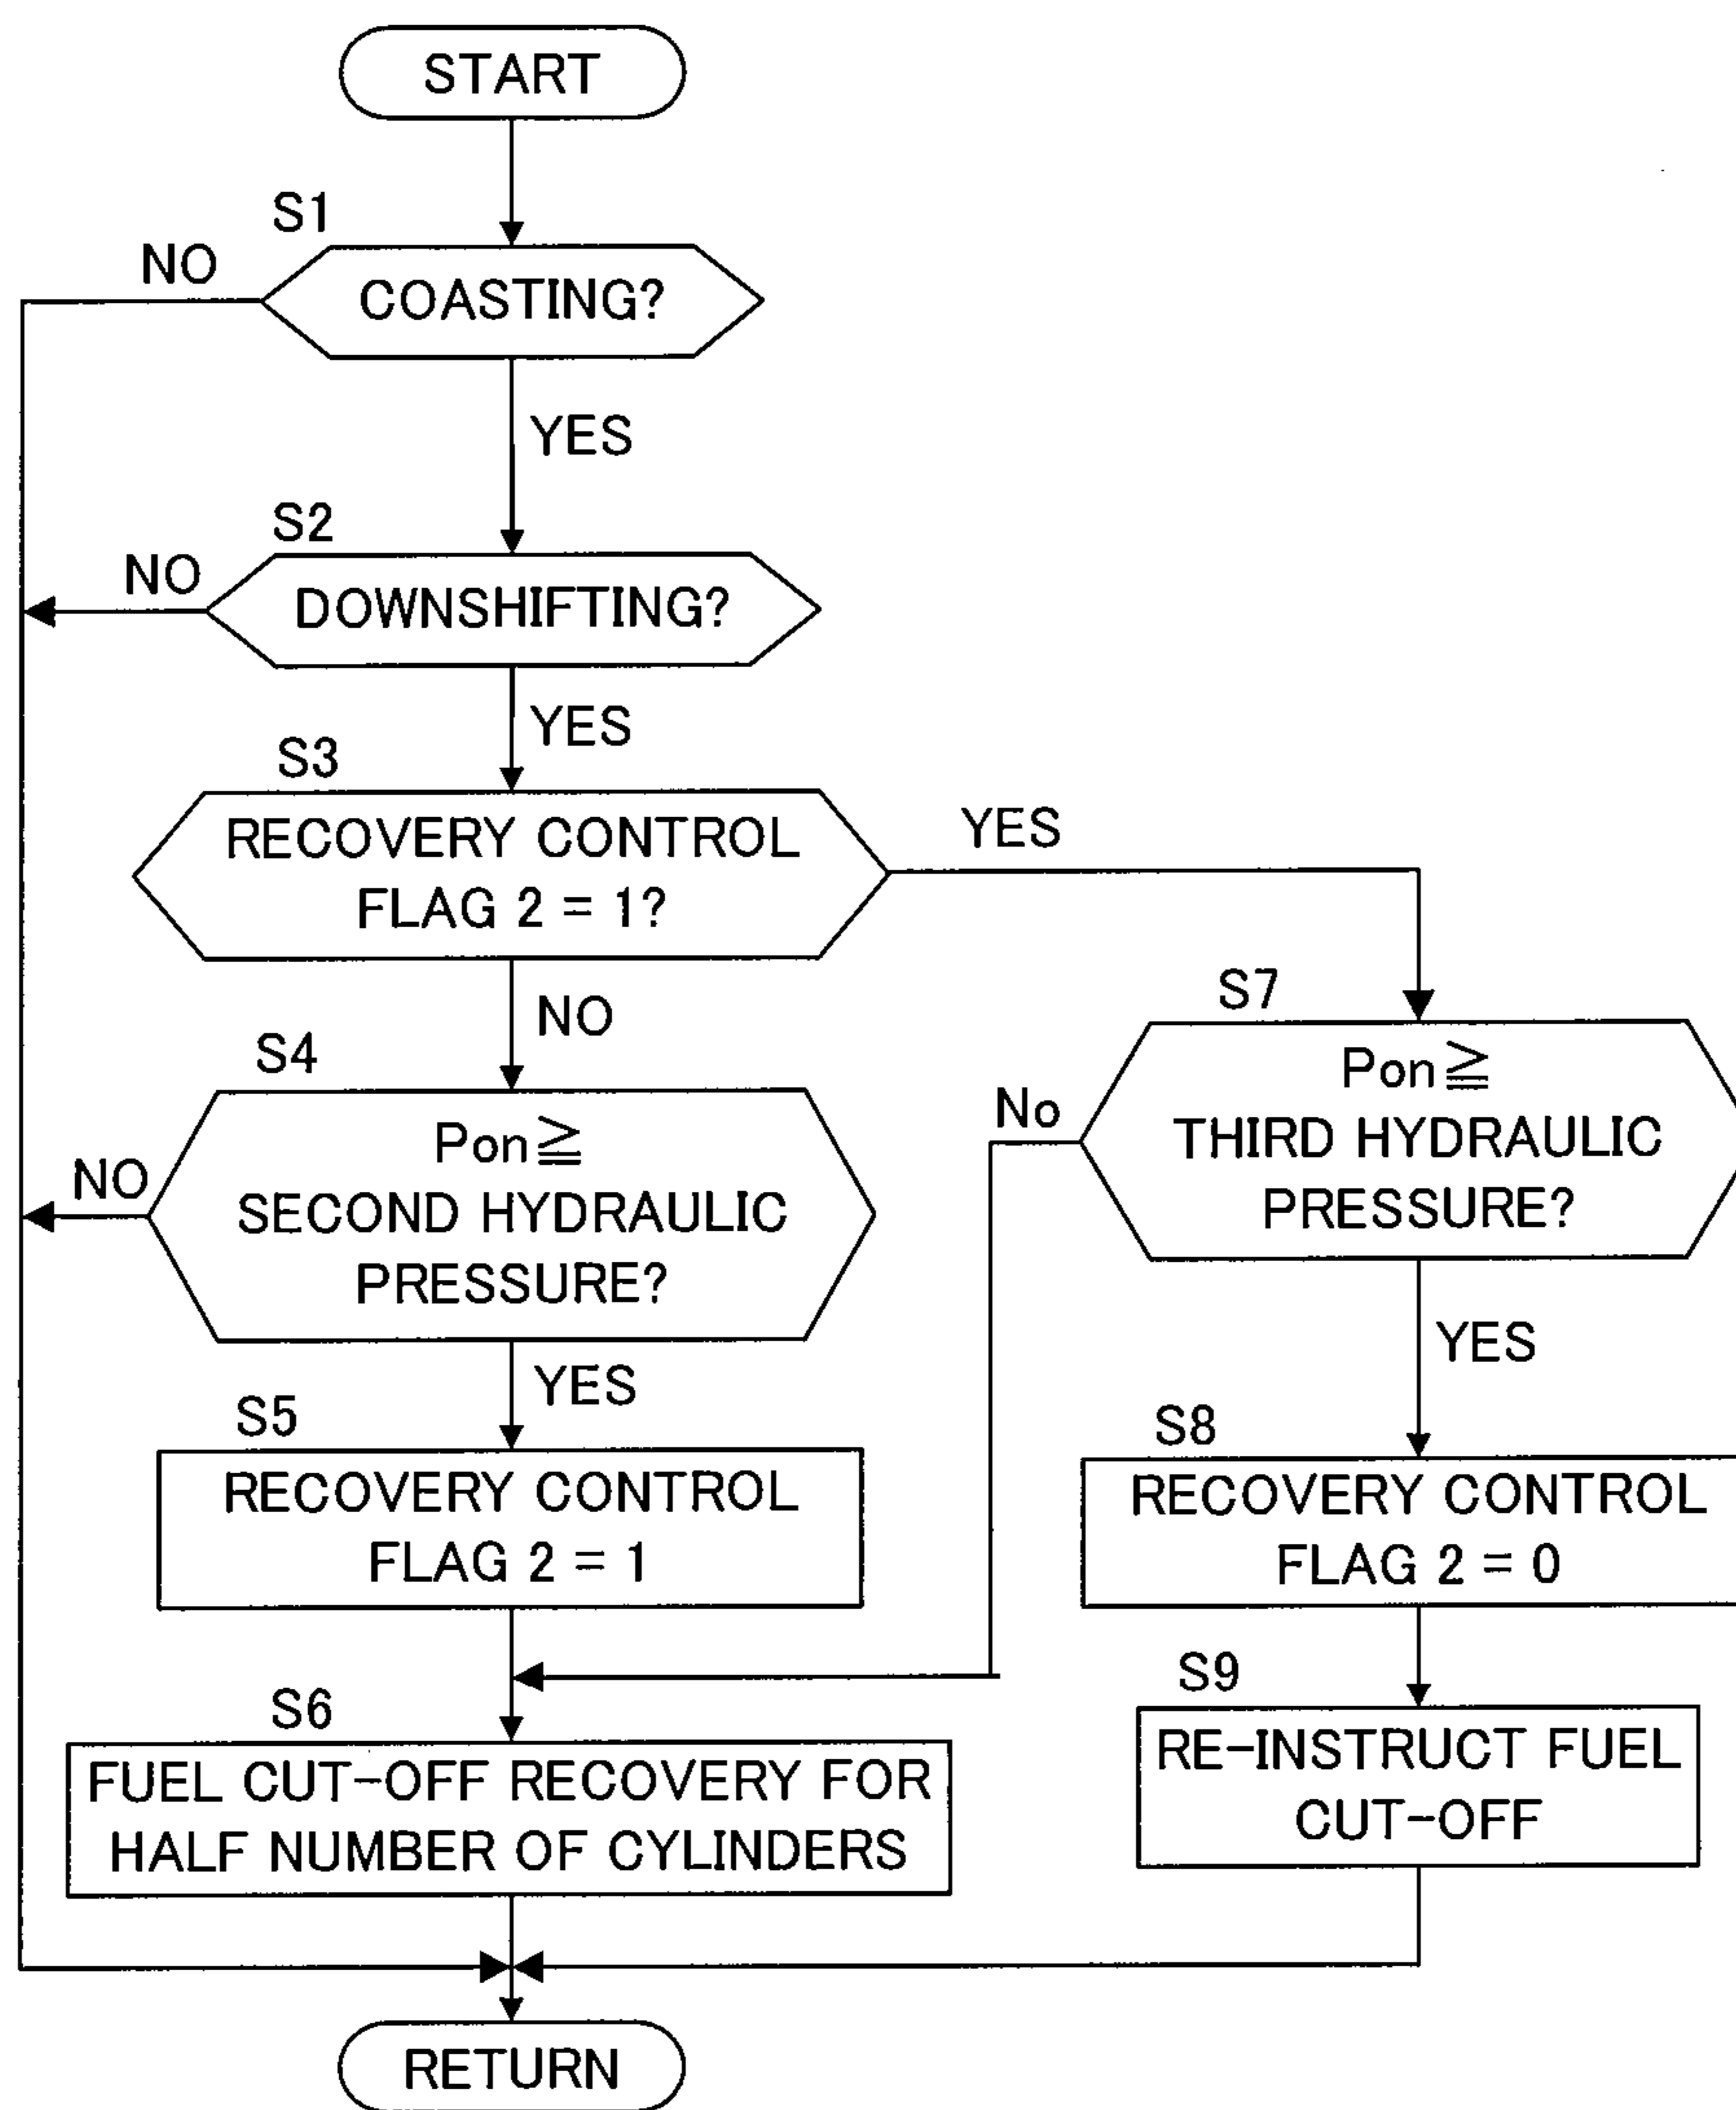 START
S1
NO
COASTING?
YES
S2
NO
DOWNSHIFTING?
YES
S3
RECOVERY CONTROL
FLAG 2 = 1?
YES
NO
S4
Pon≧
SECOND HYDRAULIC
PRESSURE?
NO
YES
S5
RECOVERY CONTROL
FLAG 2 = 1
S6
FUEL CUT-OFF RECOVERY FOR
HALF NUMBER OF CYLINDERS
S7
Pon≧
THIRD HYDRAULIC
PRESSURE?
No
YES
S8
RECOVERY CONTROL
FLAG 2 = 0
S9
RE-INSTRUCT FUEL
CUT-OFF
RETURN